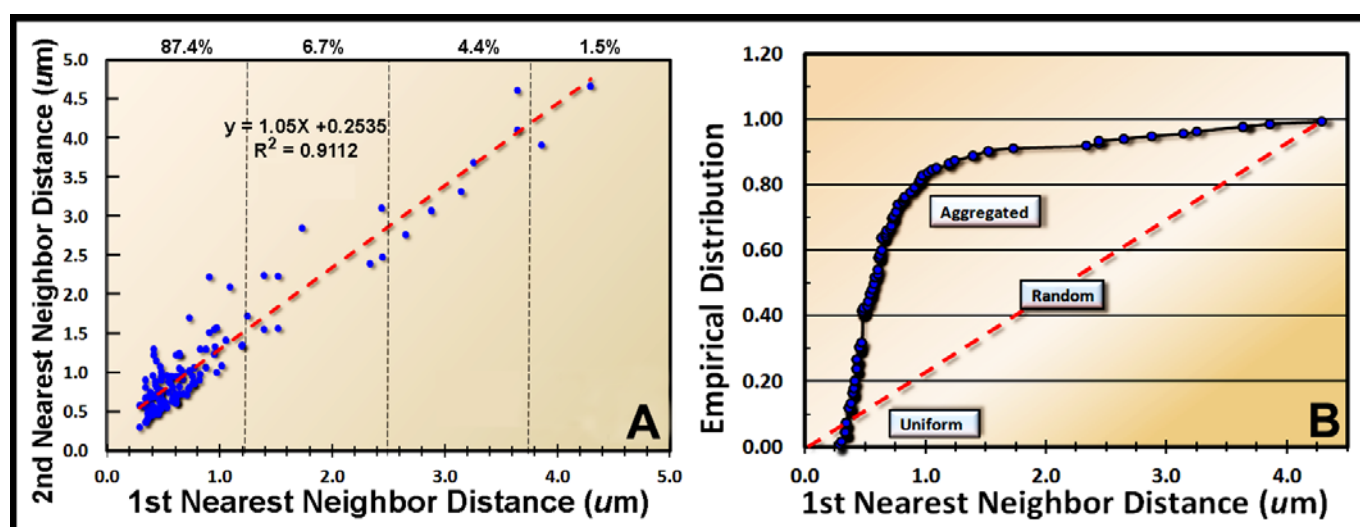 87.4% 6.7% 4.4% 1.5%
2nd Nearest Neighbor Distance (um)
5.0
4.5
4.0
3.5
3.0
2.5
2.0
1.5
1.0
0.5
0.0
y = 1.05X +0.2535
R² = 0.9112
A
0.0 1.0 2.0 3.0 4.0 5.0
1st Nearest Neighbor Distance (um)
Empirical Distribution
1.20
1.00
0.80
0.60
0.40
0.20
0.00
Aggregated
Random
Uniform
B
0.0 1.0 2.0 3.0 4.0
1st Nearest Neighbor Distance (um)